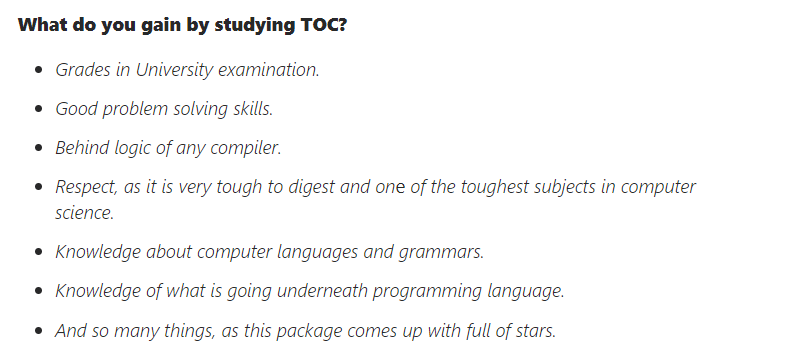 What do you gain by studying TOC?
• Grades in University examination.
• Good problem solving skills.
• Behind logic of any compiler.
• Respect, as it is very tough to digest and one of the toughest subjects in computer
science.
• Knowledge about computer languages and grammars.
• Knowledge of what is going underneath programming language.
• And so many things, as this package comes up with full of stars.